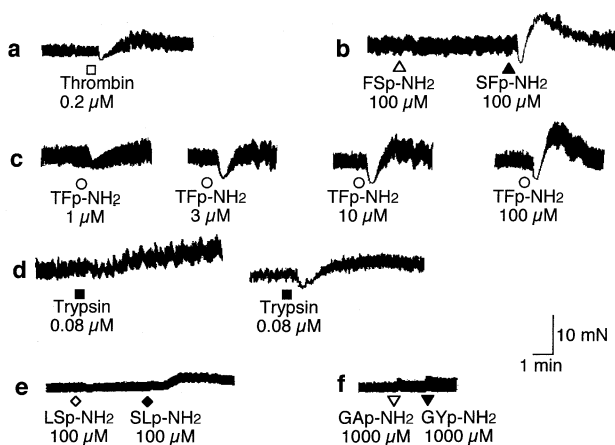 a
b
Thrombin
0.2 µM
FSp-NH2
100 µM
SFp-NH2
100 µM
c
TFp-NH2
1 µM
TFp-NH2
3 µM
TFp-NH2
10 µM
TFp-NH2
100 µM
d
Trypsin
0.08 µM
Trypsin
0.08 µM
10 mN
1 min
e
f
LSp-NH2
100 µM
SLp-NH2
100 µM
GAp-NH2
1000 µM
GYp-NH2
1000 µM